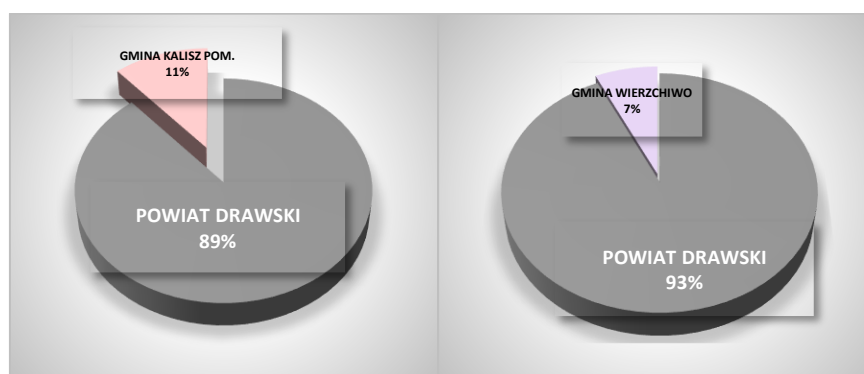 GMINA KALISZ POM.
11%
POWIAT DRAWSKI
89%
GMINA WIERZCHIWO
7%
POWIAT DRAWSKI
93%